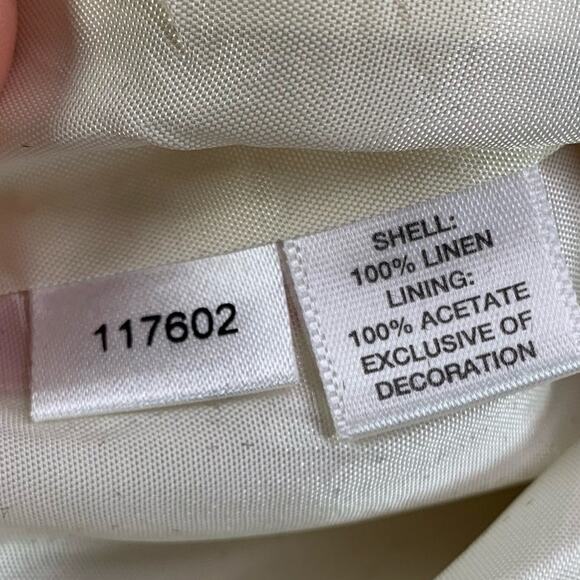 117602
SHELL:
100% LINEN
LINING:
100% ACETATE
EXCLUSIVE OF
DECORATION